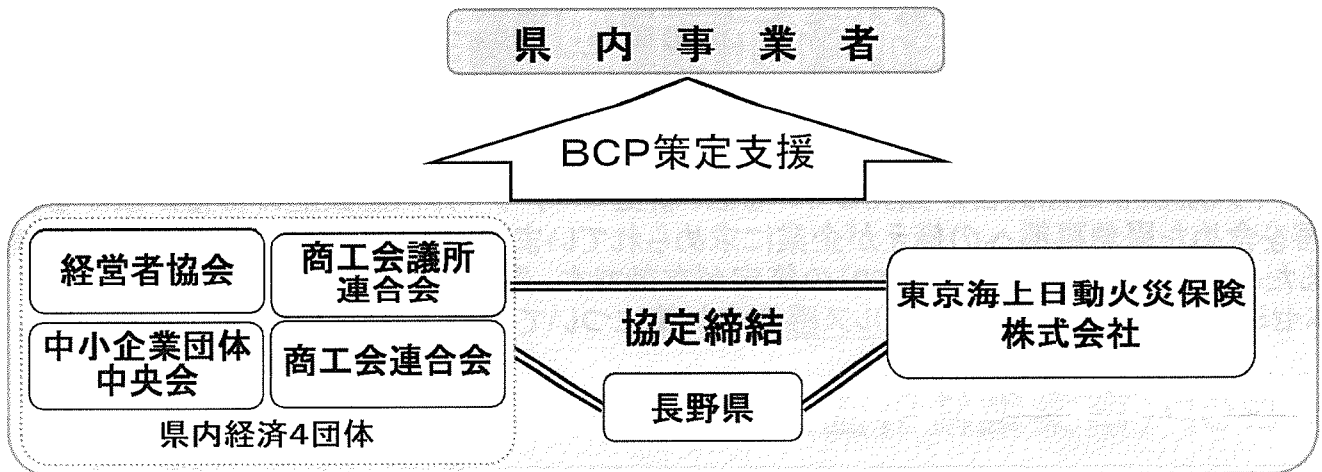 県内事業者
BCP策定支援
経営者協会
商工会議所
連合会
中小企業団体
中央会
商工会連合会
県内経済4団体
協定締結
長野県
東京海上日動火災保険
株式会社